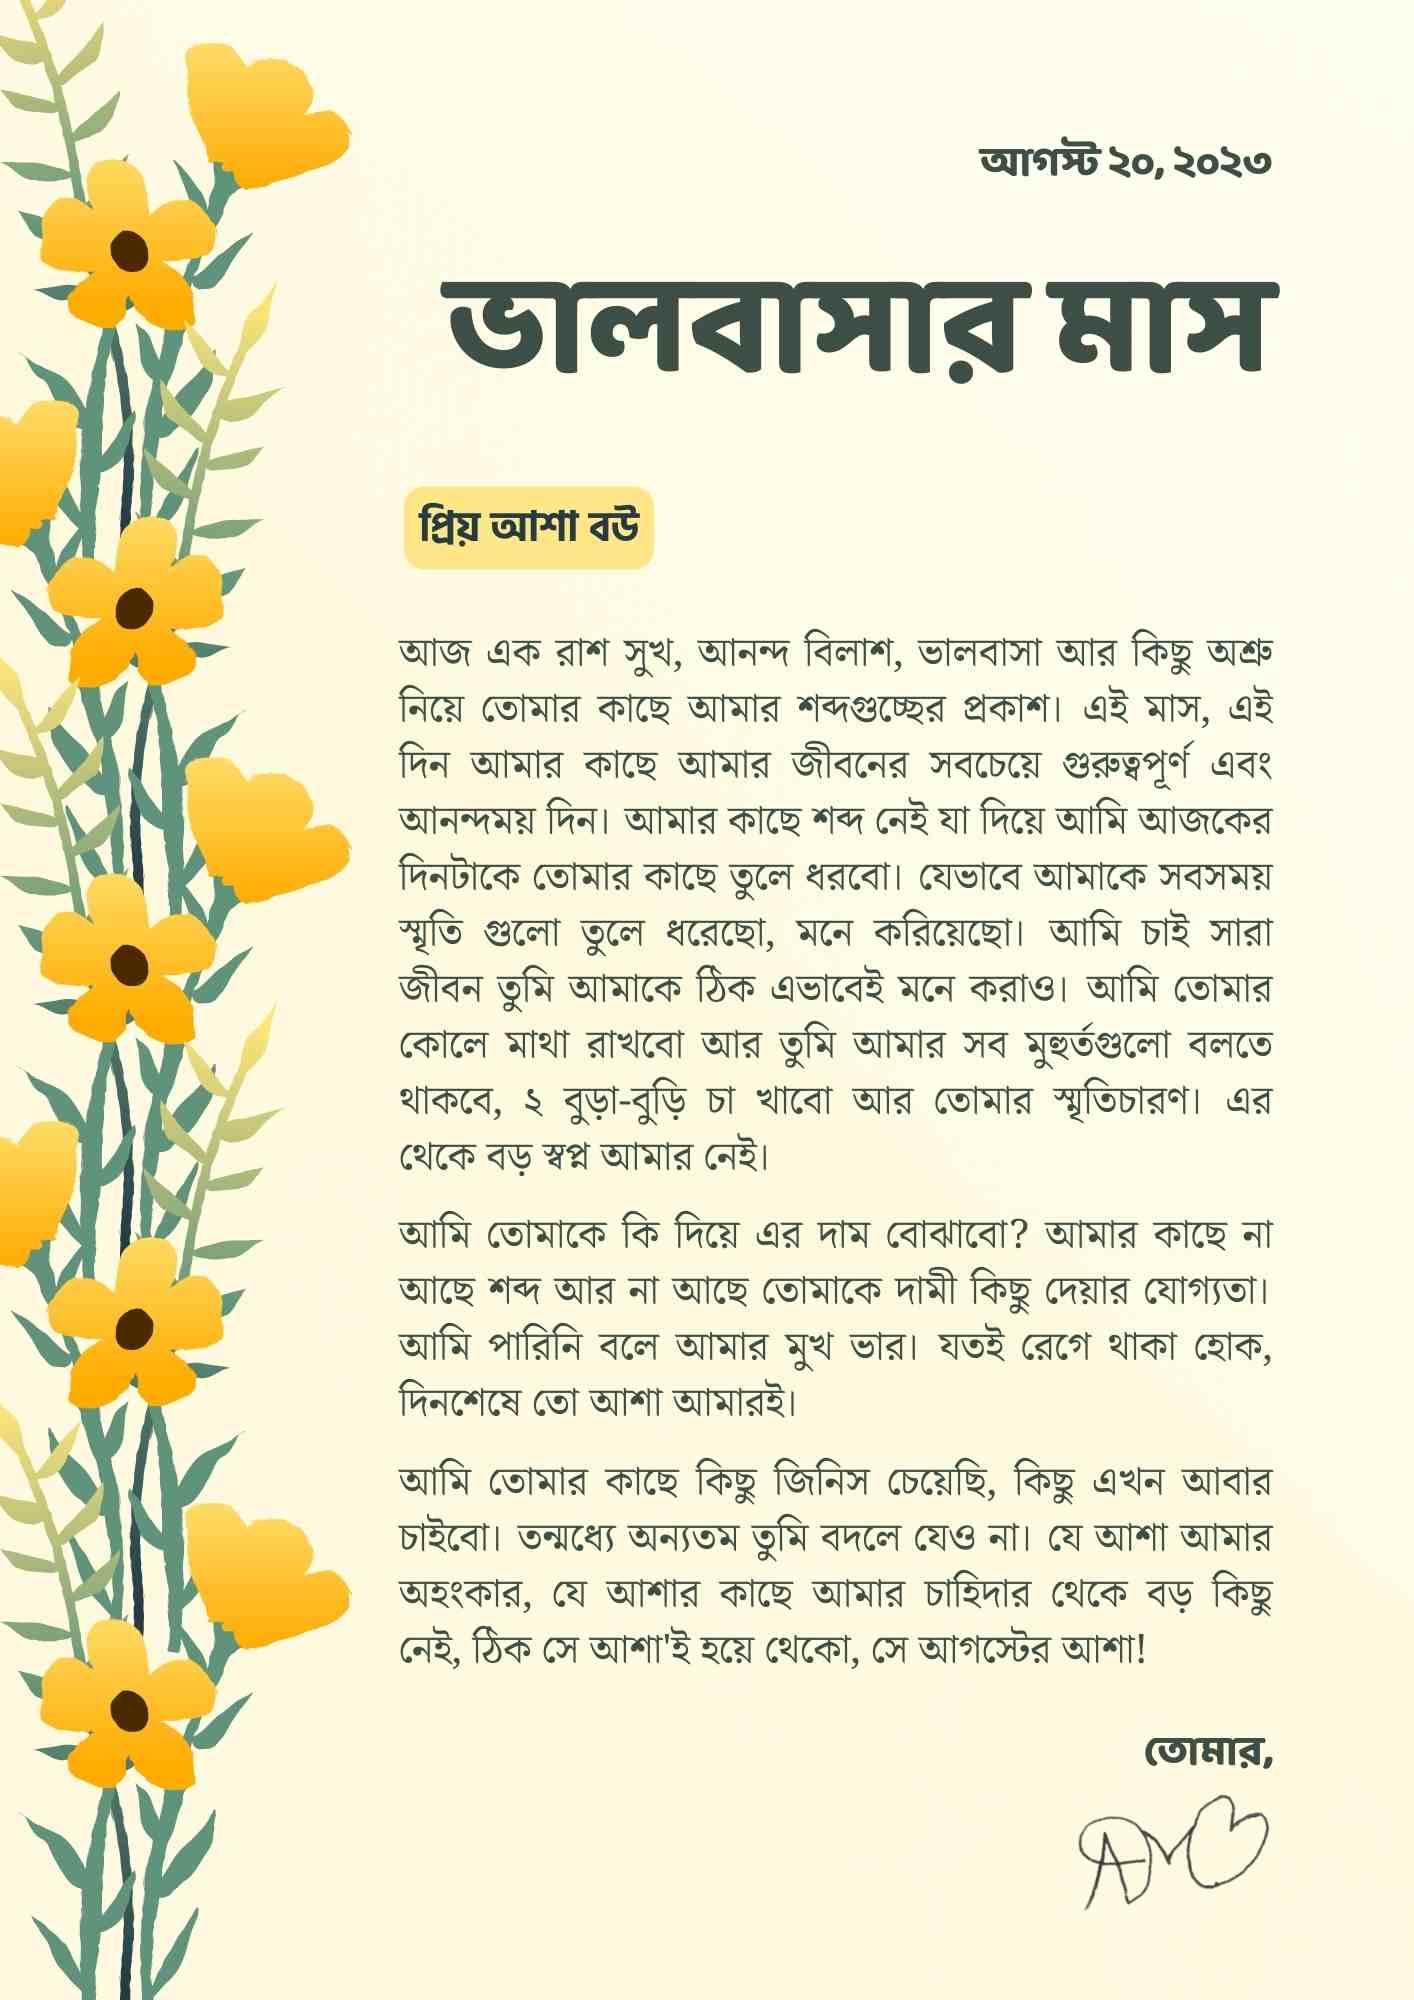 আগস্ট ২০, ২০২৩
ভালবাসার মাস
প্রিয় আশা বউ
আজ এক রাশ সুখ, আনন্দ বিলাশ, ভালবাসা আর কিছু অশ্রু
নিয়ে তোমার কাছে আমার শব্দগুচ্ছের প্রকাশ। এই মাস, এই
দিন আমার কাছে আমার জীবনের সবচেয়ে গুরুত্বপূর্ণ এবং
আনন্দময় দিন। আমার কাছে শব্দ নেই যা দিয়ে আমি আজকের
দিনটাকে তোমার কাছে তুলে ধরবো। যেভাবে আমাকে সবসময়
স্মৃতি গুলো তুলে ধরেছো, মনে করিয়েছো। আমি চাই সারা
জীবন তুমি আমাকে ঠিক এভাবেই মনে করাও। আমি তোমার
কোলে মাথা রাখবো আর তুমি আমার সব মুহুর্তগুলো বলতে
থাকবে, ২ বুড়া-বুড়ি চা খাবো আর তোমার স্মৃতিচারণ। এর
থেকে বড় স্বপ্ন আমার নেই।
আমি তোমাকে কি দিয়ে এর দাম বোঝাবো? আমার কাছে না
আছে শব্দ আর না আছে তোমাকে দামী কিছু দেয়ার যোগ্যতা।
আমি পারিনি বলে আমার মুখ ভার। যতই রেগে থাকা হোক,
দিনশেষে তো আশা আমারই।
আমি তোমার কাছে কিছু জিনিস চেয়েছি, কিছু এখন আবার
চাইবো। তন্মধ্যে অন্যতম তুমি বদলে যেও না। যে আশা আমার
অহংকার, যে আশার কাছে আমার চাহিদার থেকে বড় কিছু
নেই, ঠিক সে আশা'ই হয়ে থেকো, সে আগস্টের আশা!
তোমার,